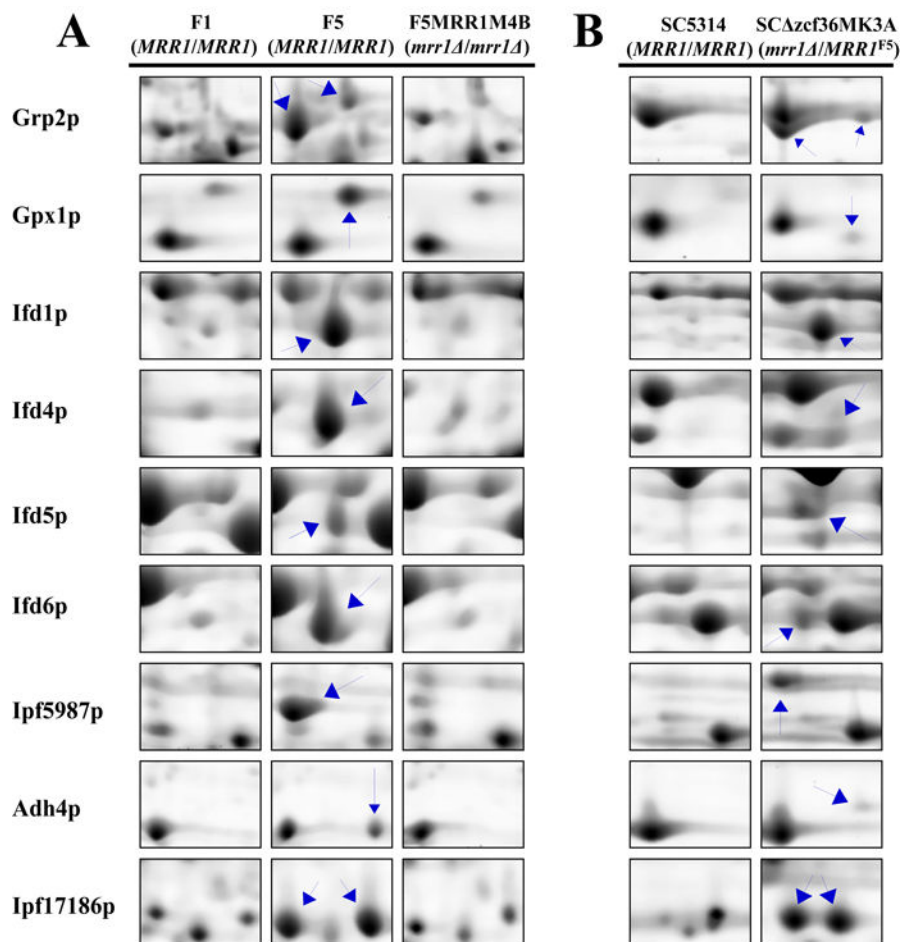 A
F1
(MRR1/MRR1)
F5
(MRR1/MRR1)
F5MRR1M4B
(mrr1Δ/mrr1Δ)
B
SC5314
(MRR1/MRR1)
SCΔzcf36MK3A
(mrr1Δ/MRR1F5)
Grp2p
Gpx1p
Ifd1p
Ifd4p
Ifd5p
Ifd6p
Ipf5987p
Adh4p
Ipf17186p